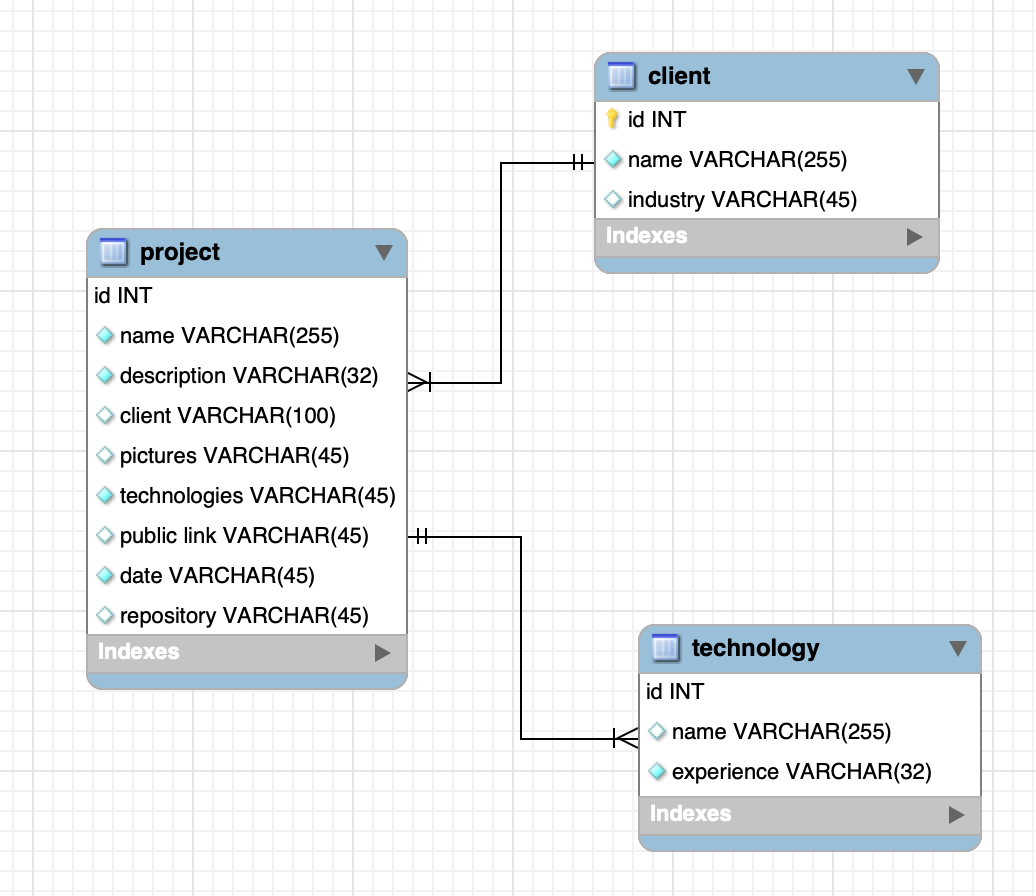 client
id INT
name VARCHAR(255)
industry VARCHAR(45)
Indexes
project
id INT
name VARCHAR(255)
description VARCHAR(32)
client VARCHAR(100)
pictures VARCHAR(45)
technologies VARCHAR(45)
public link VARCHAR(45)
date VARCHAR(45)
repository VARCHAR(45)
Indexes
technology
id INT
name VARCHAR(255)
experience VARCHAR(32)
Indexes